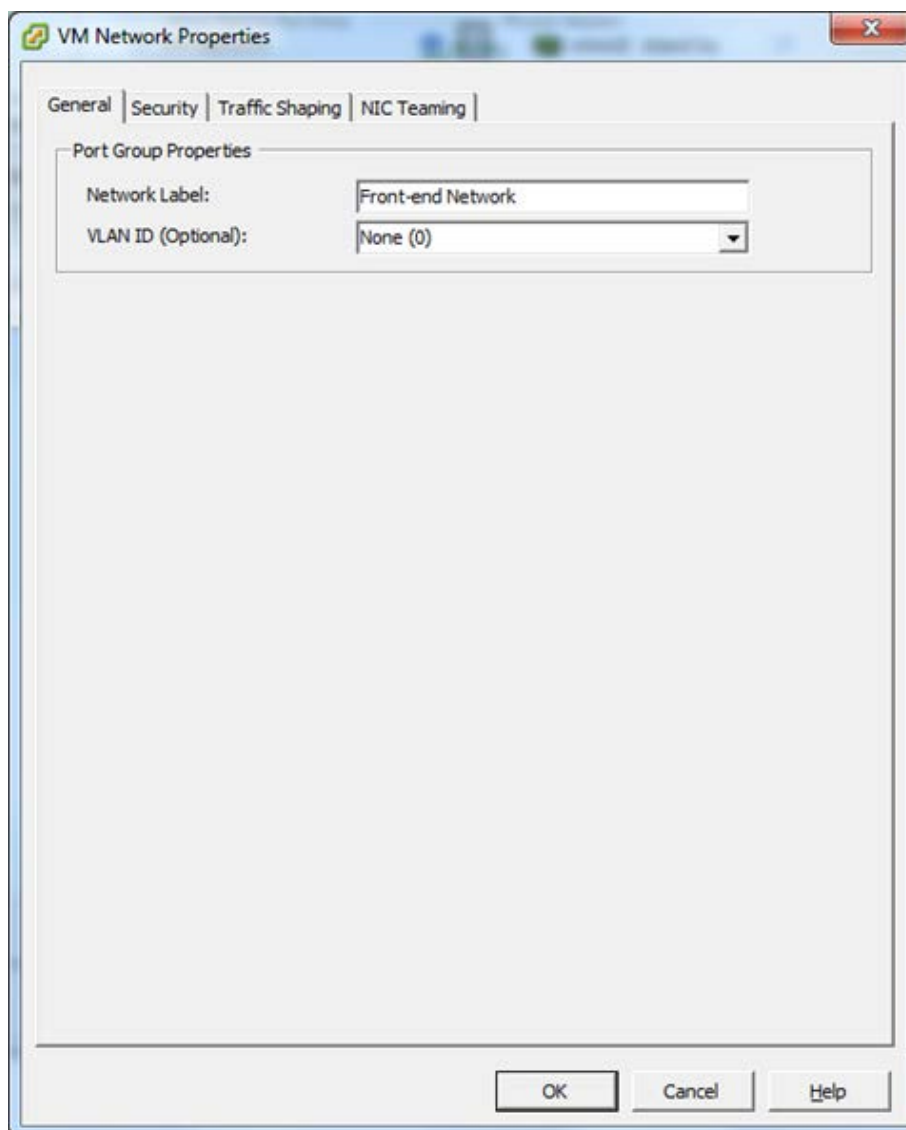 VM Network Properties
General Security Traffic Shaping NIC Teaming
Port Group Properties
Network Label: Front-end Network
VLAN ID (Optional): None (0)
OK Cancel Help